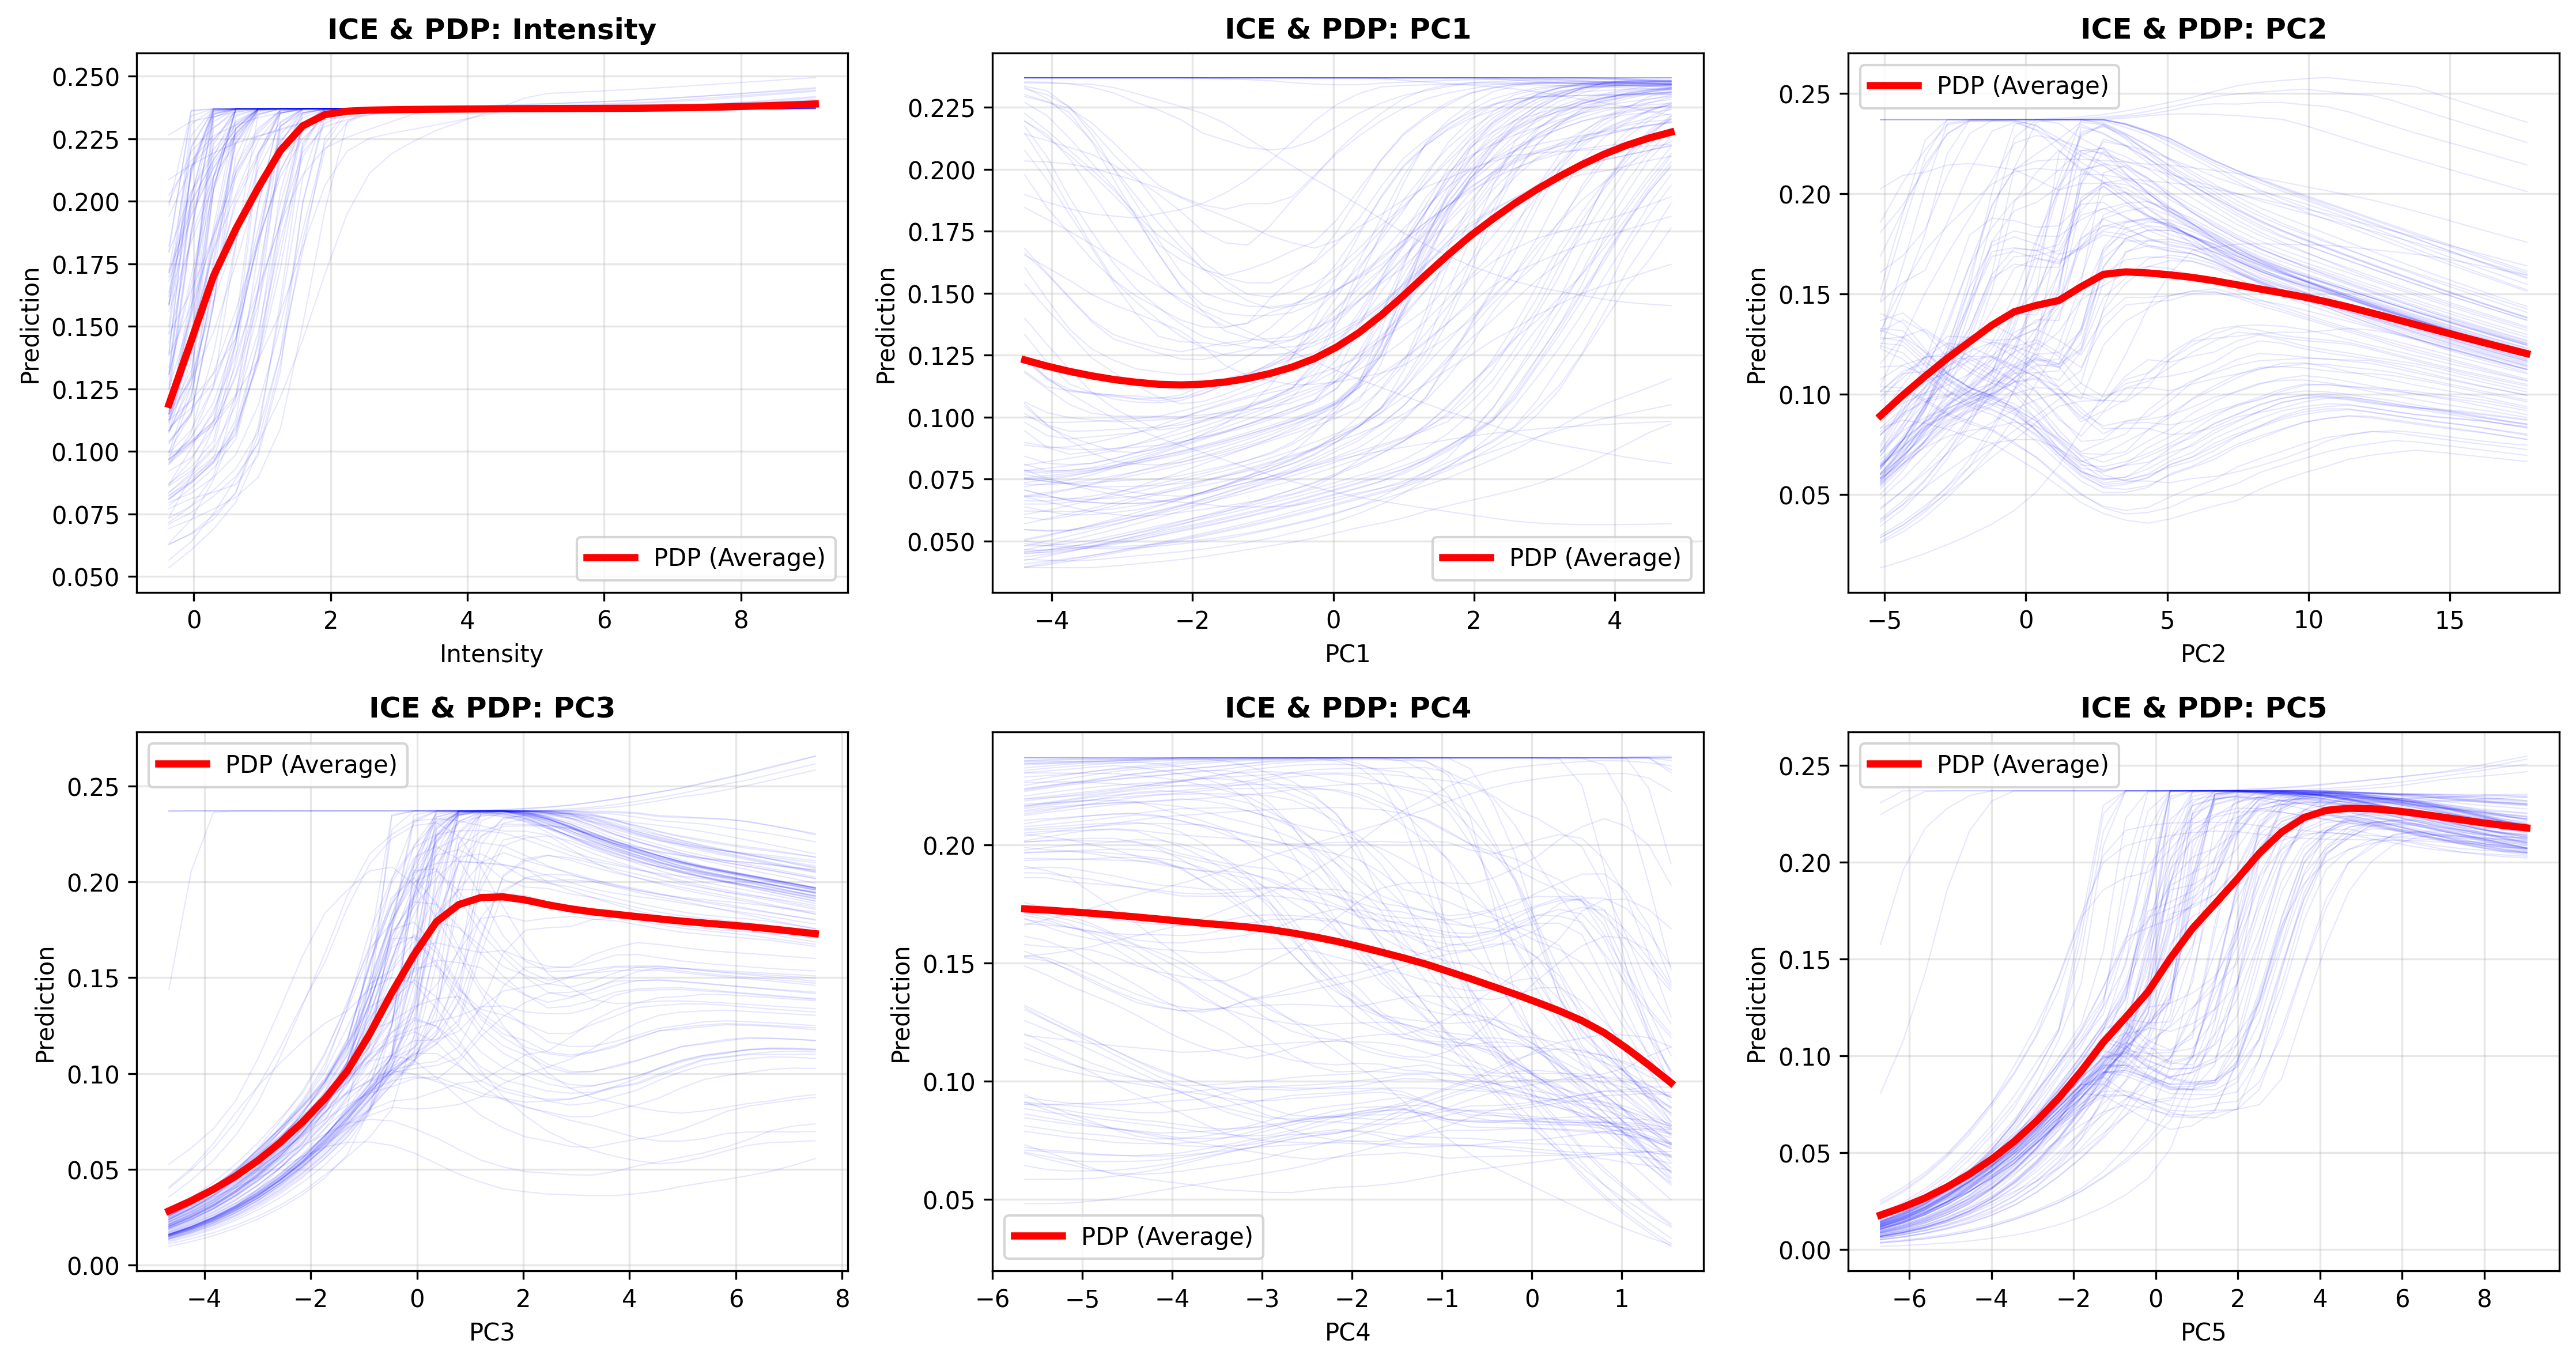 ICE & PDP: Intensity
0.250
0.225
0.200
0.175
0.150
0.125
0.100
0.075
0.050
Prediction
PDP (Average)
0 2 4 6 8
Intensity
ICE & PDP: PC1
0.225
0.200
0.175
0.150
0.125
0.100
0.075
0.050
Prediction
PDP (Average)
−4 −2 0 2 4
PC1
ICE & PDP: PC2
PDP (Average)
0.25
0.20
0.15
0.10
0.05
Prediction
−5 0 5 10 15
PC2
ICE & PDP: PC3
PDP (Average)
0.25
0.20
0.15
0.10
0.05
0.00
Prediction
−4 −2 0 2 4 6 8
PC3
ICE & PDP: PC4
0.20
0.15
0.10
0.05
Prediction
PDP (Average)
−6 −5 −4 −3 −2 −1 0 1
PC4
ICE & PDP: PC5
PDP (Average)
0.25
0.20
0.15
0.10
0.05
0.00
Prediction
−6 −4 −2 0 2 4 6 8
PC5